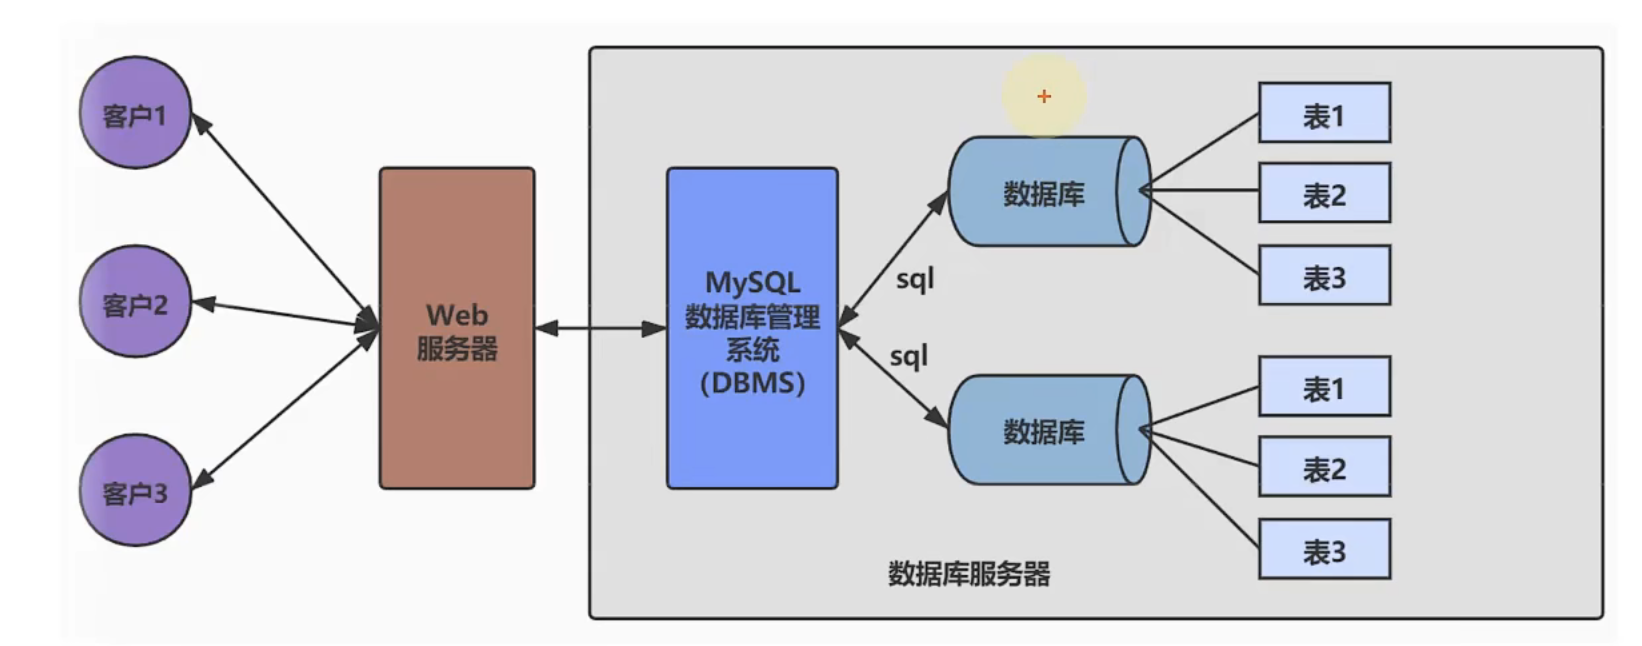 客户1
客户2
客户3
Web
服务器
MySQL
数据库管理
系统
(DBMS)
sql
sql
数据库
数据库
表1
表2
表3
表1
表2
表3
数据库服务器